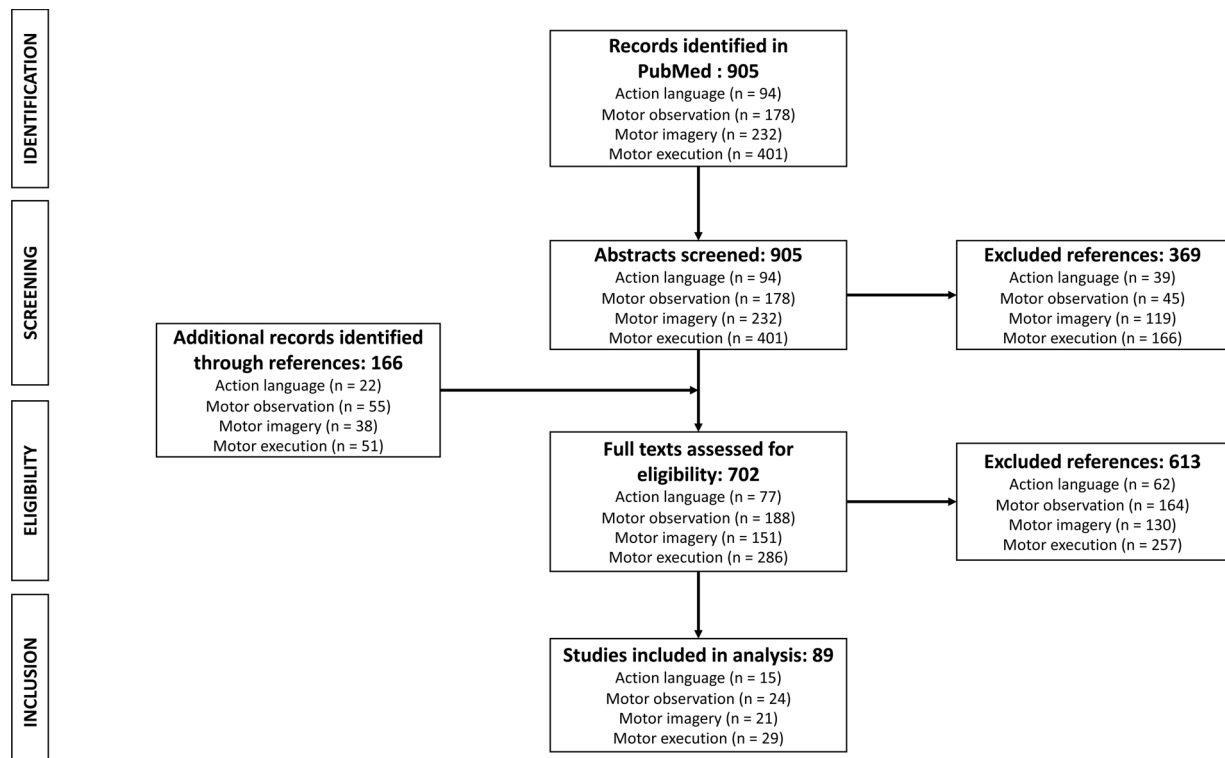 IDENTIFICATION
Records identified in
PubMed : 905
Action language (n = 94)
Motor observation (n = 178)
Motor imagery (n = 232)
Motor execution (n = 401)
SCREENING
Abstracts screened: 905
Action language (n = 94)
Motor observation (n = 178)
Motor imagery (n = 232)
Motor execution (n = 401)
Excluded references: 369
Action language (n = 39)
Motor observation (n = 45)
Motor imagery (n = 119)
Motor execution (n = 166)
Additional records identified
through references: 166
Action language (n = 22)
Motor observation (n = 55)
Motor imagery (n = 38)
Motor execution (n = 51)
ELIGIBILITY
Full texts assessed for
eligibility: 702
Action language (n = 77)
Motor observation (n = 188)
Motor imagery (n = 151)
Motor execution (n = 286)
Excluded references: 613
Action language (n = 62)
Motor observation (n = 164)
Motor imagery (n = 130)
Motor execution (n = 257)
INCLUSION
Studies included in analysis: 89
Action language (n = 15)
Motor observation (n = 24)
Motor imagery (n = 21)
Motor execution (n = 29)